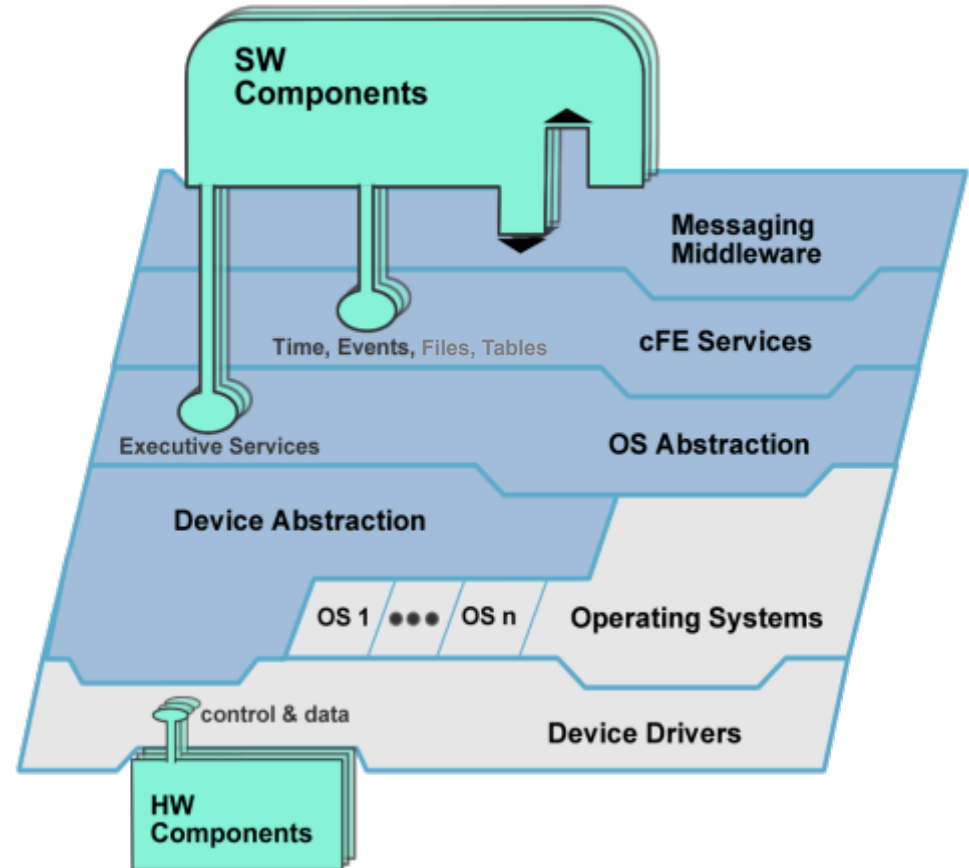 SW
Components
Messaging
Middleware
Time, Events, Files, Tables
cFE Services
Executive Services
OS Abstraction
Device Abstraction
OS 1
OS n
Operating Systems
control & data
Device Drivers
HW
Components